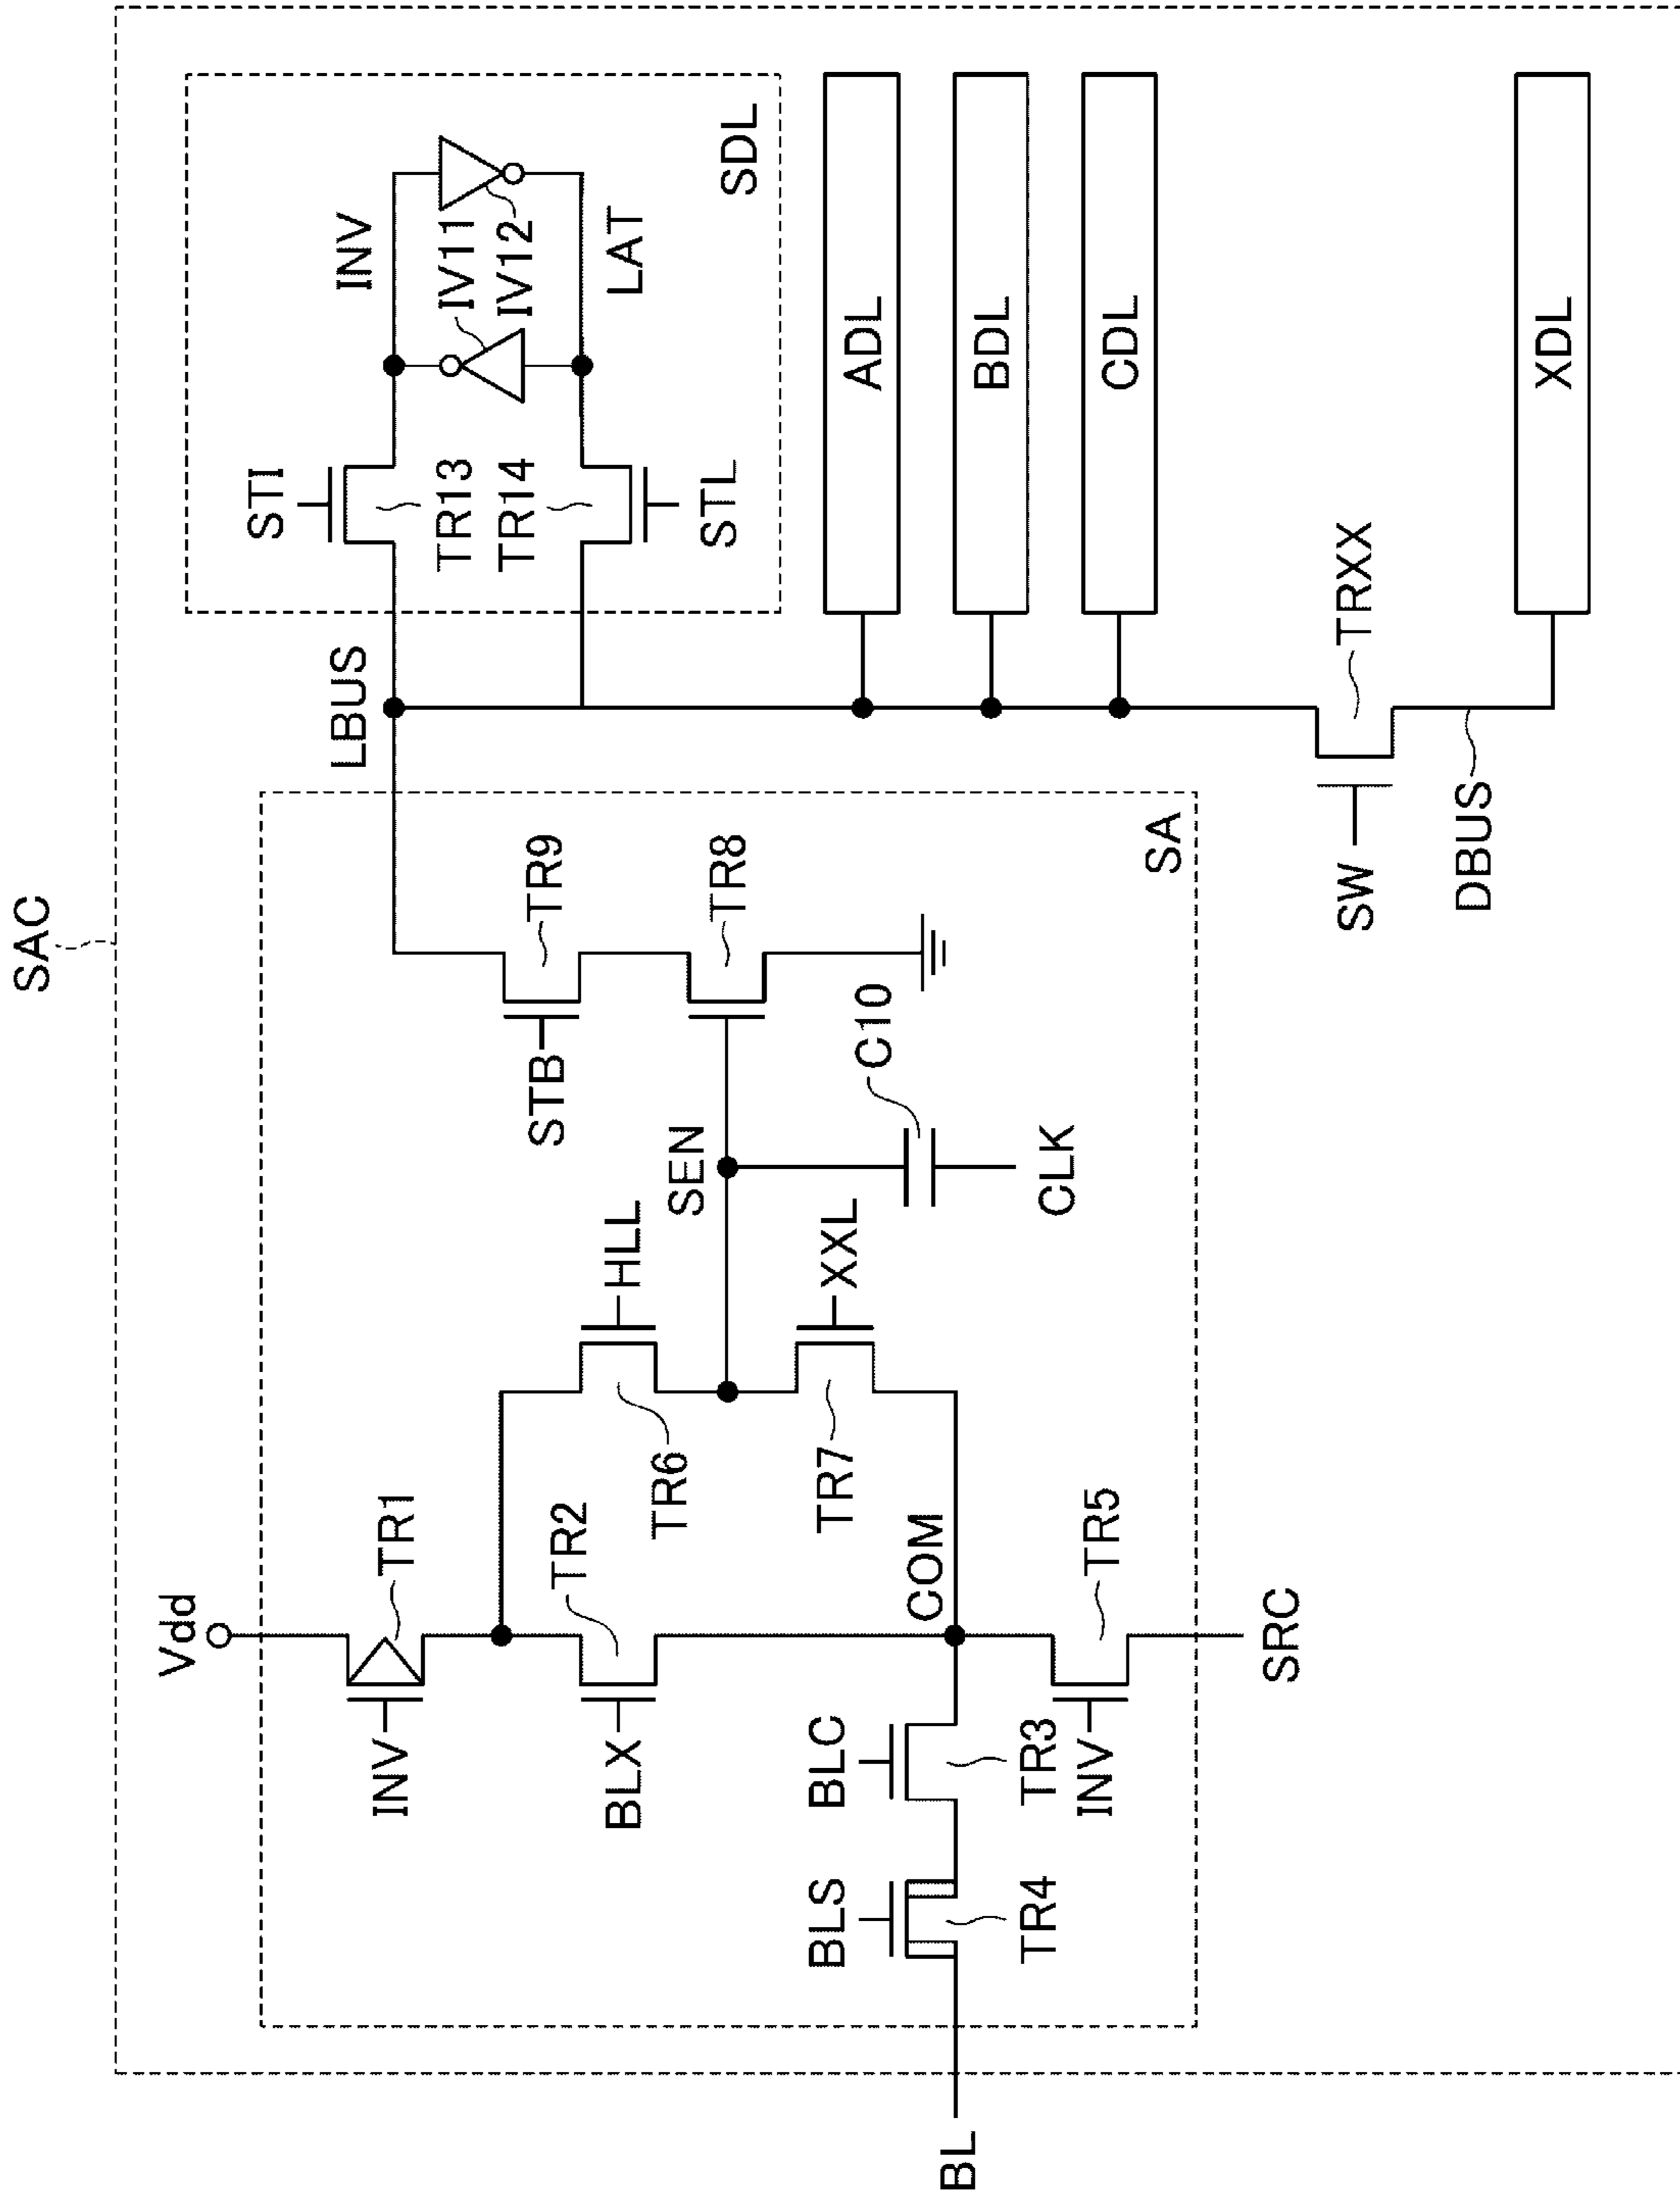 SAC
Vdd
INV
TR1
BLX
TR2
TR6
HLL
SEN
STB
TR9
TR8
LBUS
STI
TR13
TR14
STL
INV
IV11
IV12
LAT
SDL
BL
BLS
TR4
BLC
TR3
COM
TR7
XXL
INV
TR5
SRC
C10
CLK
SA
ADL
BDL
CDL
SW
TRXX
DBUS
XDL